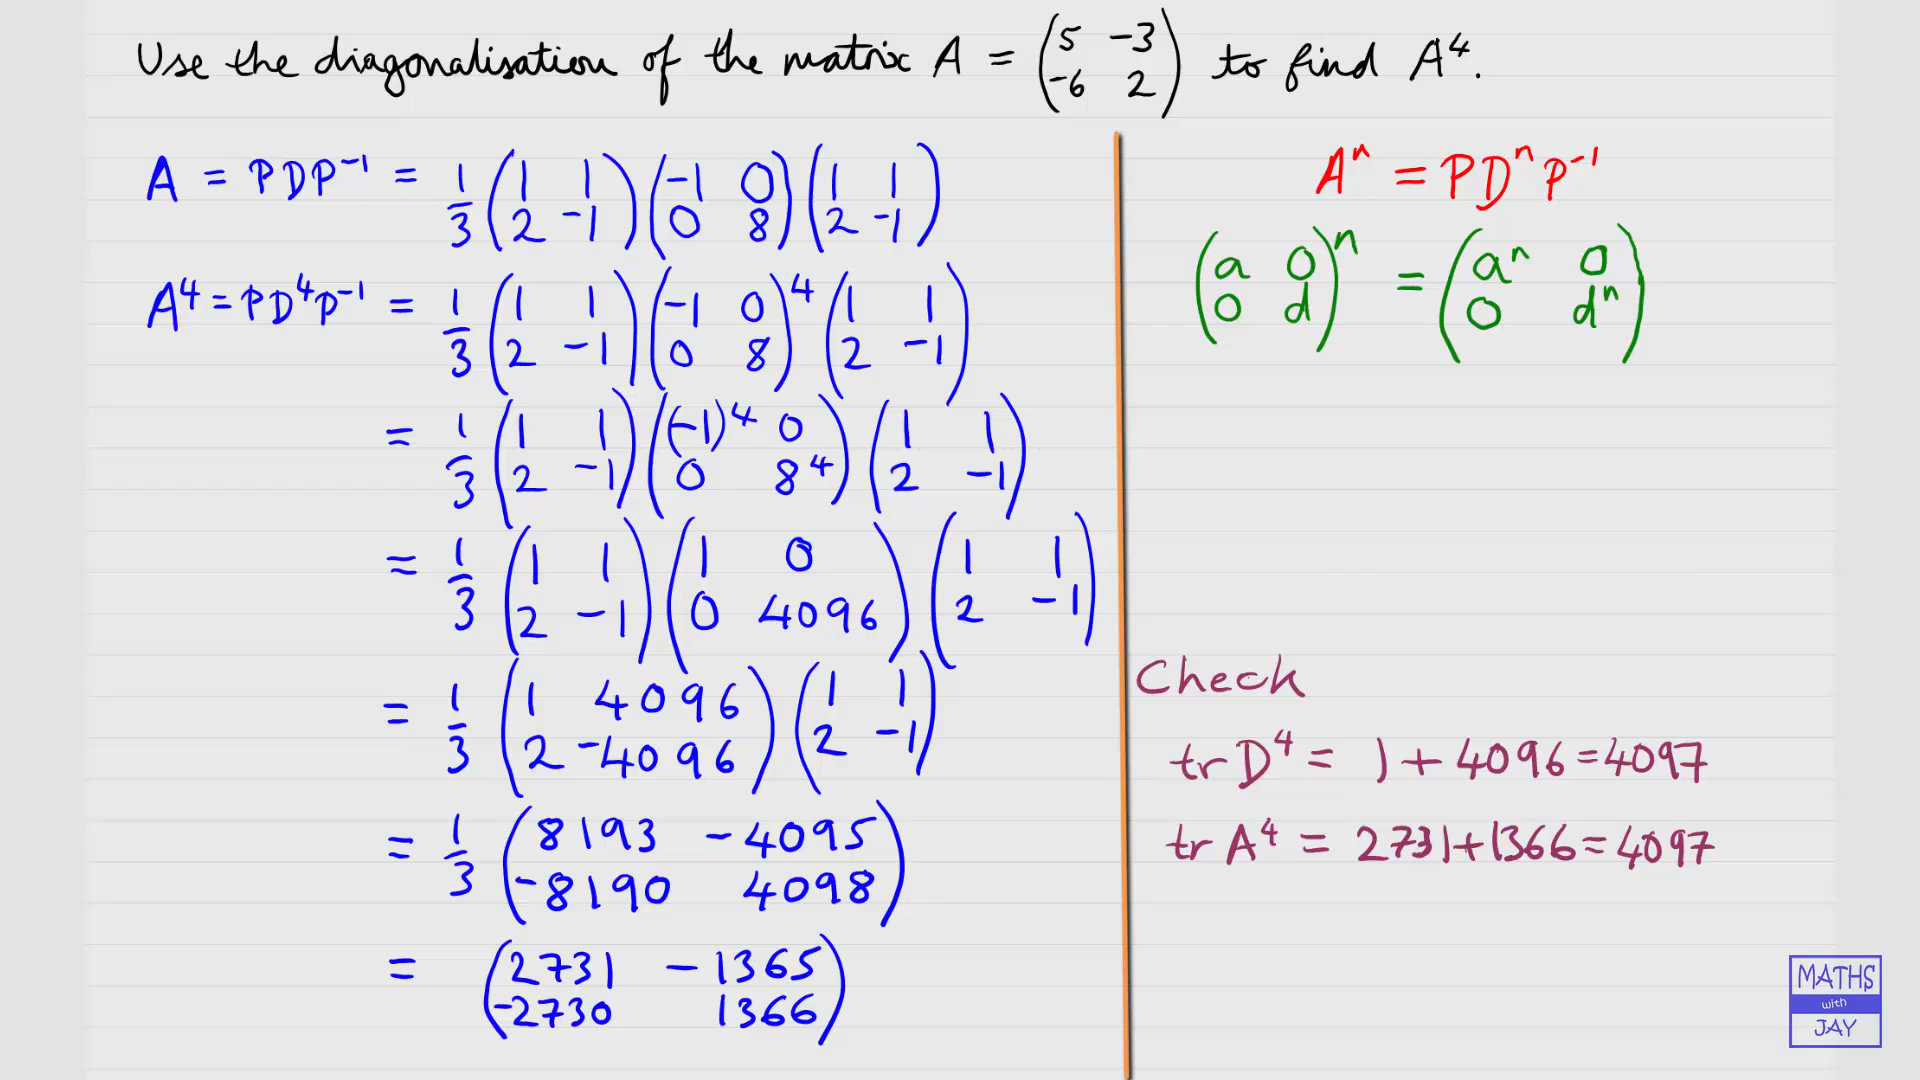 Use the diagonalisation of the matrix A = (5 -3; -6 2) to find A⁴.
A = PDP⁻¹ = 1/3 (1 1; 2 -1)(-1 0; 0 8)(1 1; 2 -1)
A⁴ = PD⁴P⁻¹ = 1/3 (1 1; 2 -1)(-1 0; 0 8)⁴(1 1; 2 -1)
= 1/3 (1 1; 2 -1)((-1)⁴ 0; 0 8⁴)(1 1; 2 -1)
= 1/3 (1 1; 2 -1)(1 0; 0 4096)(1 1; 2 -1)
= 1/3 (1 4096; 2 -4096)(1 1; 2 -1)
= 1/3 (8193 -4095; -8190 4098)
= (2731 -1365; -2730 1366)
Aⁿ = PDⁿP⁻¹
(a 0; 0 d)ⁿ = (aⁿ 0; 0 dⁿ)
Check
tr D⁴ = 1 + 4096 = 4097
tr A⁴ = 2731 + 1366 = 4097
MATHS
with
JAY